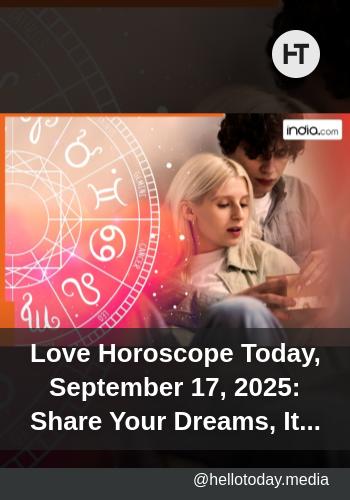 HT
india.com
Love Horoscope Today,
September 17, 2025:
Share Your Dreams, It...
@hellotoday.media